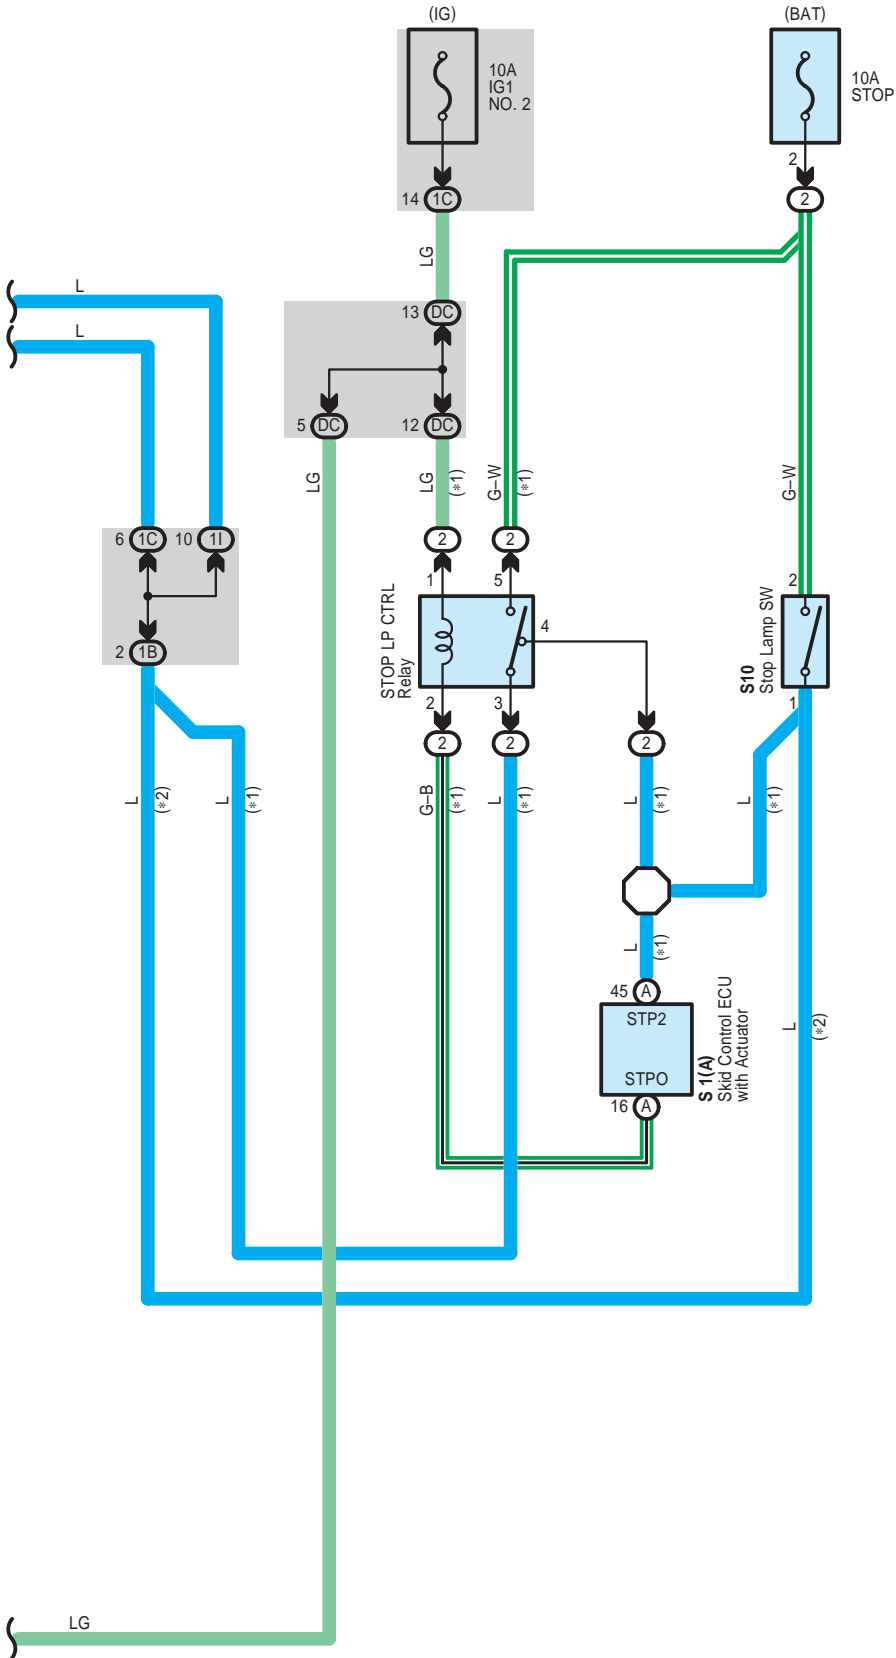 (IG)
(BAT)
10A
IG1
NO. 2
10A
STOP
2
14
1C
2
LG
L
13
DC
L
5
DC
12
DC
LG
LG
(*1)
G-W
(*1)
G-W
6
1C
10
1I
2
2
1
5
2
4
STOP LP CTRL
Relay
S10
Stop Lamp SW
2
1B
2
3
1
2
2
2
L
(*2)
L
(*1)
G-B
(*1)
L
(*1)
L
(*1)
L
(*1)
L
(*1)
45
A
STP2
STPO
S 1(A)
Skid Control ECU
with Actuator
L
(*2)
16
A
LG